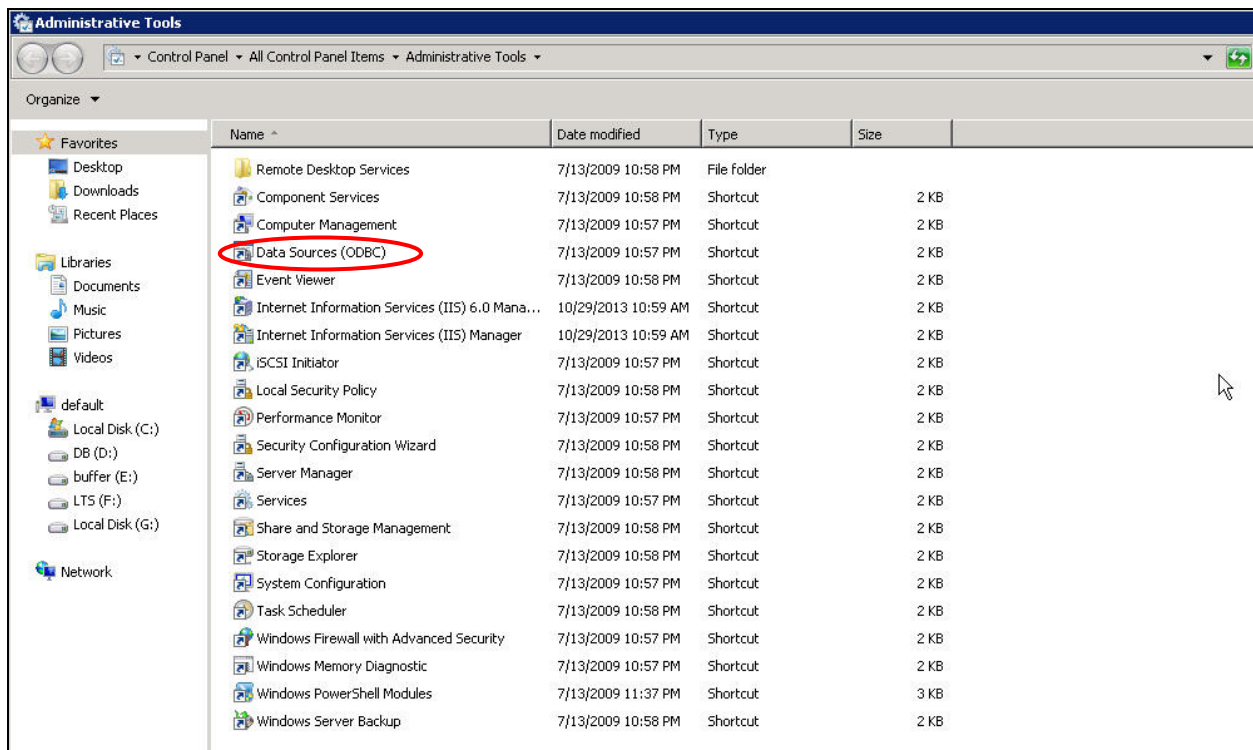 Administrative Tools
Control Panel All Control Panel Items Administrative Tools
Organize
Favorites
Desktop
Downloads
Recent Places
Libraries
Documents
Music
Pictures
Videos
default
Local Disk (C:)
DB (D:)
buffer (E:)
LTS (F:)
Local Disk (G:)
Network
Name Date modified Type Size
Remote Desktop Services 7/13/2009 10:58 PM File folder
Component Services 7/13/2009 10:58 PM Shortcut 2 KB
Computer Management 7/13/2009 10:57 PM Shortcut 2 KB
Data Sources (ODBC) 7/13/2009 10:57 PM Shortcut 2 KB
Event Viewer 7/13/2009 10:58 PM Shortcut 2 KB
Internet Information Services (IIS) 6.0 Mana... 10/29/2013 10:59 AM Shortcut 2 KB
Internet Information Services (IIS) Manager 10/29/2013 10:59 AM Shortcut 2 KB
iSCSI Initiator 7/13/2009 10:57 PM Shortcut 2 KB
Local Security Policy 7/13/2009 10:58 PM Shortcut 2 KB
Performance Monitor 7/13/2009 10:57 PM Shortcut 2 KB
Security Configuration Wizard 7/13/2009 10:58 PM Shortcut 2 KB
Server Manager 7/13/2009 10:58 PM Shortcut 2 KB
Services 7/13/2009 10:57 PM Shortcut 2 KB
Share and Storage Management 7/13/2009 10:58 PM Shortcut 2 KB
Storage Explorer 7/13/2009 10:58 PM Shortcut 2 KB
System Configuration 7/13/2009 10:57 PM Shortcut 2 KB
Task Scheduler 7/13/2009 10:58 PM Shortcut 2 KB
Windows Firewall with Advanced Security 7/13/2009 10:57 PM Shortcut 2 KB
Windows Memory Diagnostic 7/13/2009 10:57 PM Shortcut 2 KB
Windows PowerShell Modules 7/13/2009 11:37 PM Shortcut 3 KB
Windows Server Backup 7/13/2009 10:58 PM Shortcut 2 KB